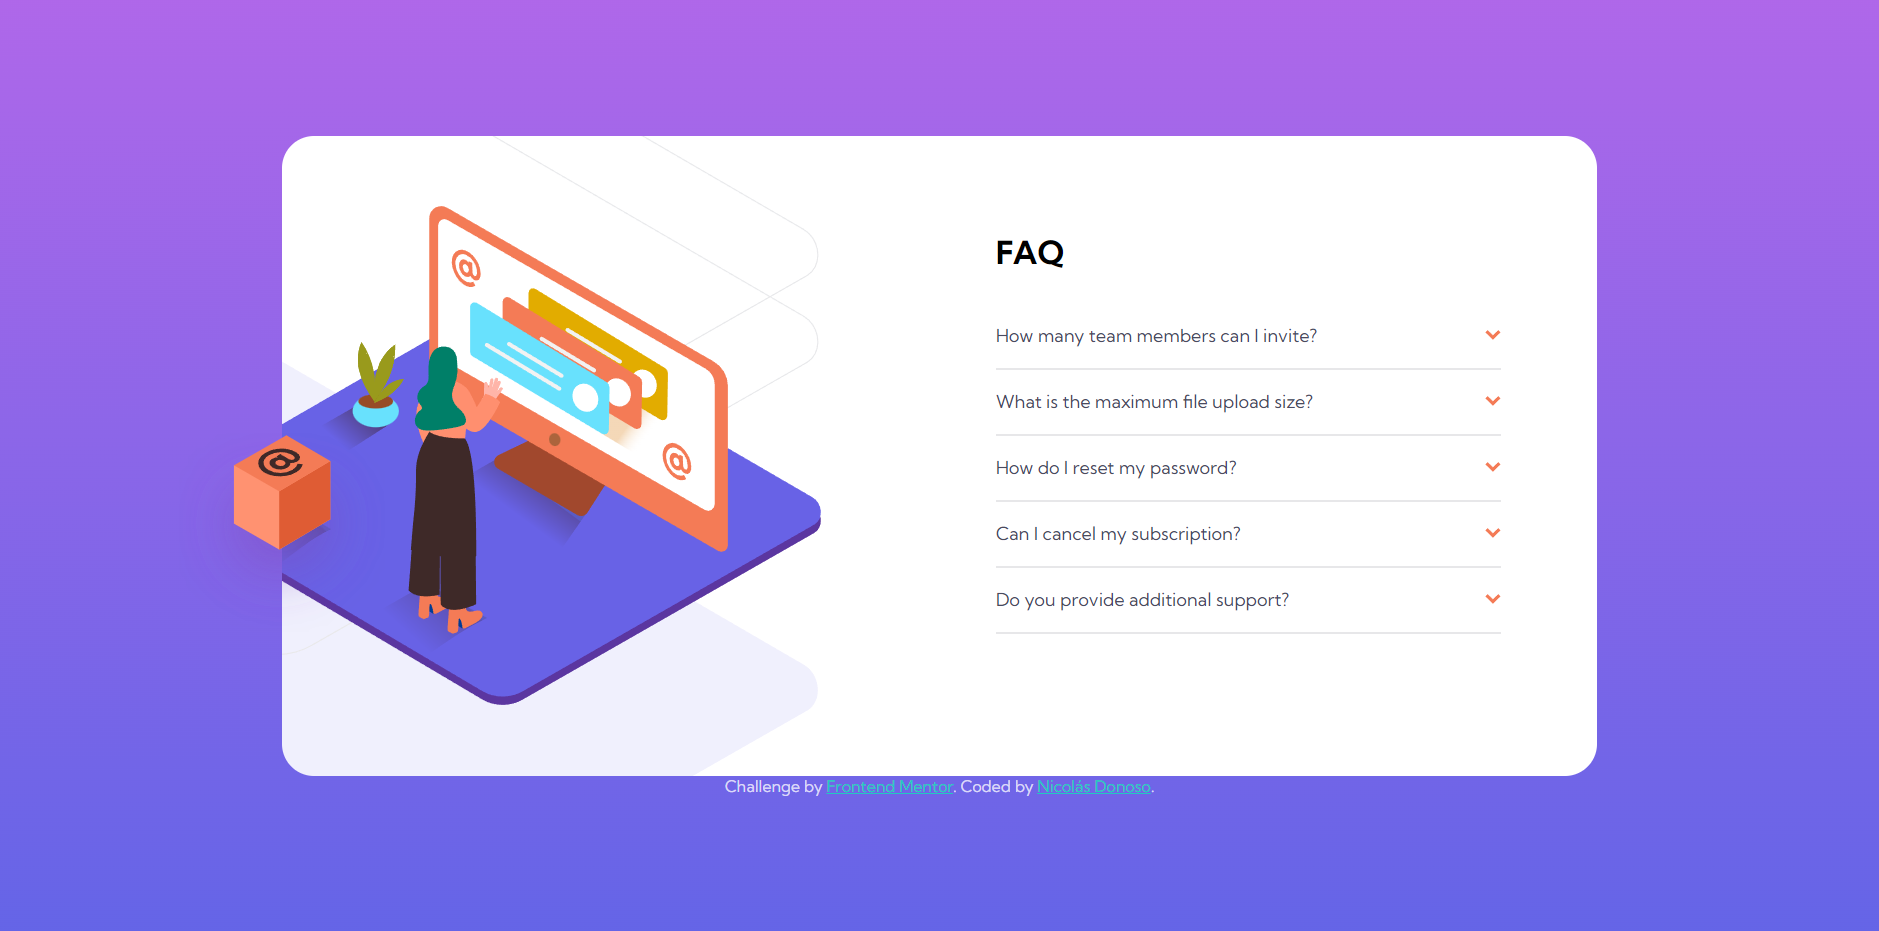 @
@
@
FAQ
How many team members can I invite?
What is the maximum file upload size?
How do I reset my password?
Can I cancel my subscription?
Do you provide additional support?
Challenge by Frontend Mentor. Coded by Nicolás Donoso.